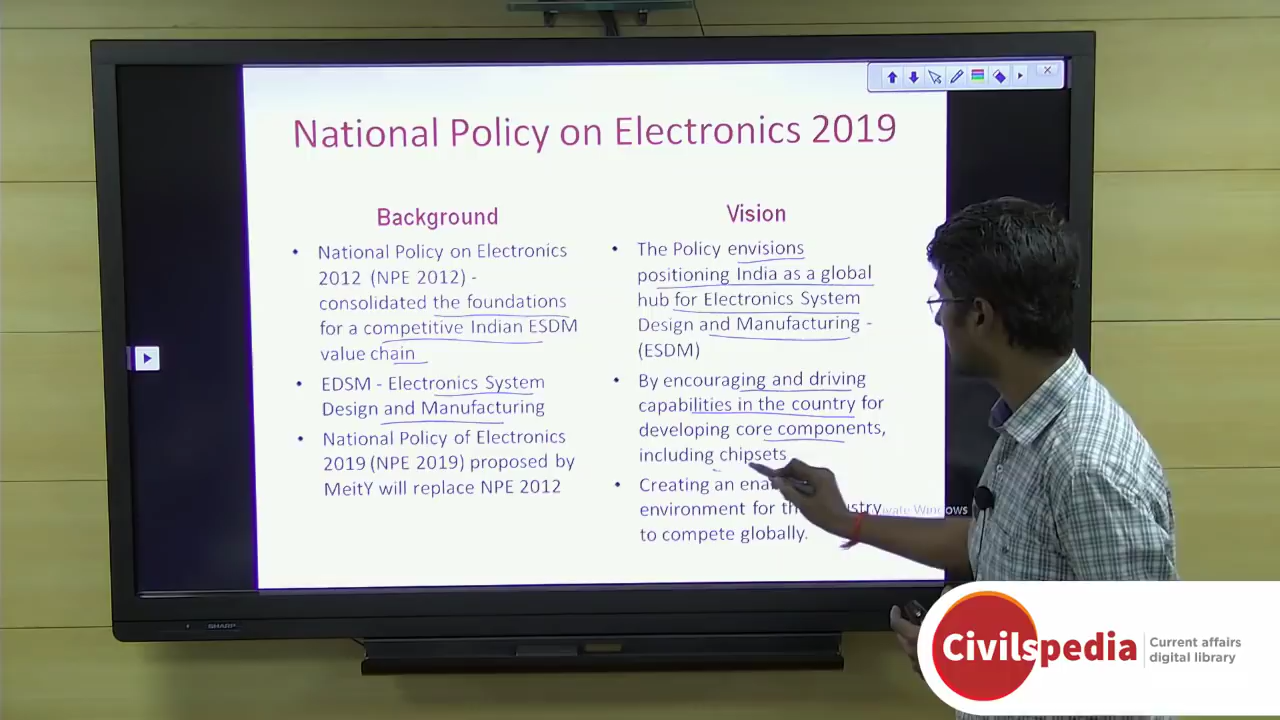 National Policy on Electronics 2019
Background
• National Policy on Electronics
2012 (NPE 2012) -
consolidated the foundations
for a competitive Indian ESDM
value chain
• EDSM - Electronics System
Design and Manufacturing
• National Policy of Electronics
2019 (NPE 2019) proposed by
MeitY will replace NPE 2012
Vision
• The Policy envisions
positioning India as a global
hub for Electronics System
Design and Manufacturing -
(ESDM)
• By encouraging and driving
capabilities in the country for
developing core components,
including chipsets
• Creating an
environment for
to compete globally.
Windows
SHARP
Civilspedia
Current affairs
digital library